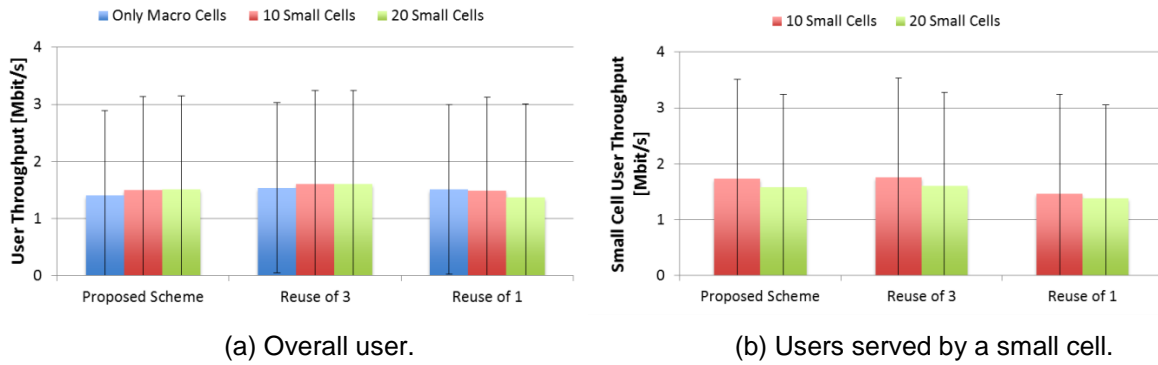 Only Macro Cells 10 Small Cells 20 Small Cells
User Throughput [Mbit/s]
4
3
2
1
0
Proposed Scheme Reuse of 3 Reuse of 1
(a) Overall user.
10 Small Cells 20 Small Cells
Small Cell User Throughput
[Mbit/s]
4
3
2
1
0
Proposed Scheme Reuse of 3 Reuse of 1
(b) Users served by a small cell.